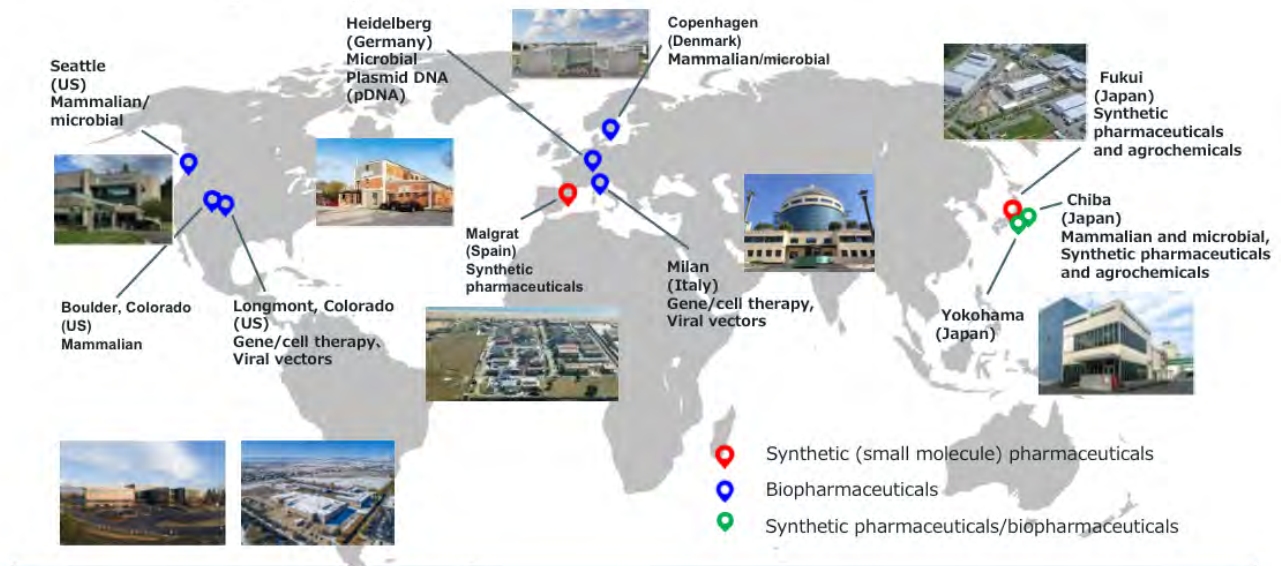 Heidelberg
(Germany)
Microbial
Plasmid DNA
(pDNA)
Copenhagen
(Denmark)
Mammalian/microbial
Seattle
(US)
Mammalian/
microbial
Fukui
(Japan)
Synthetic
pharmaceuticals
and agrochemicals
Chiba
(Japan)
Mammalian and microbial,
Synthetic pharmaceuticals
and agrochemicals
Malgrat
(Spain)
Synthetic
pharmaceuticals
Milan
(Italy)
Gene/cell therapy,
Viral vectors
Boulder, Colorado
(US)
Mammalian
Longmont, Colorado
(US)
Gene/cell therapy、
Viral vectors
Yokohama
(Japan)
Synthetic (small molecule) pharmaceuticals
Biopharmaceuticals
Synthetic pharmaceuticals/biopharmaceuticals